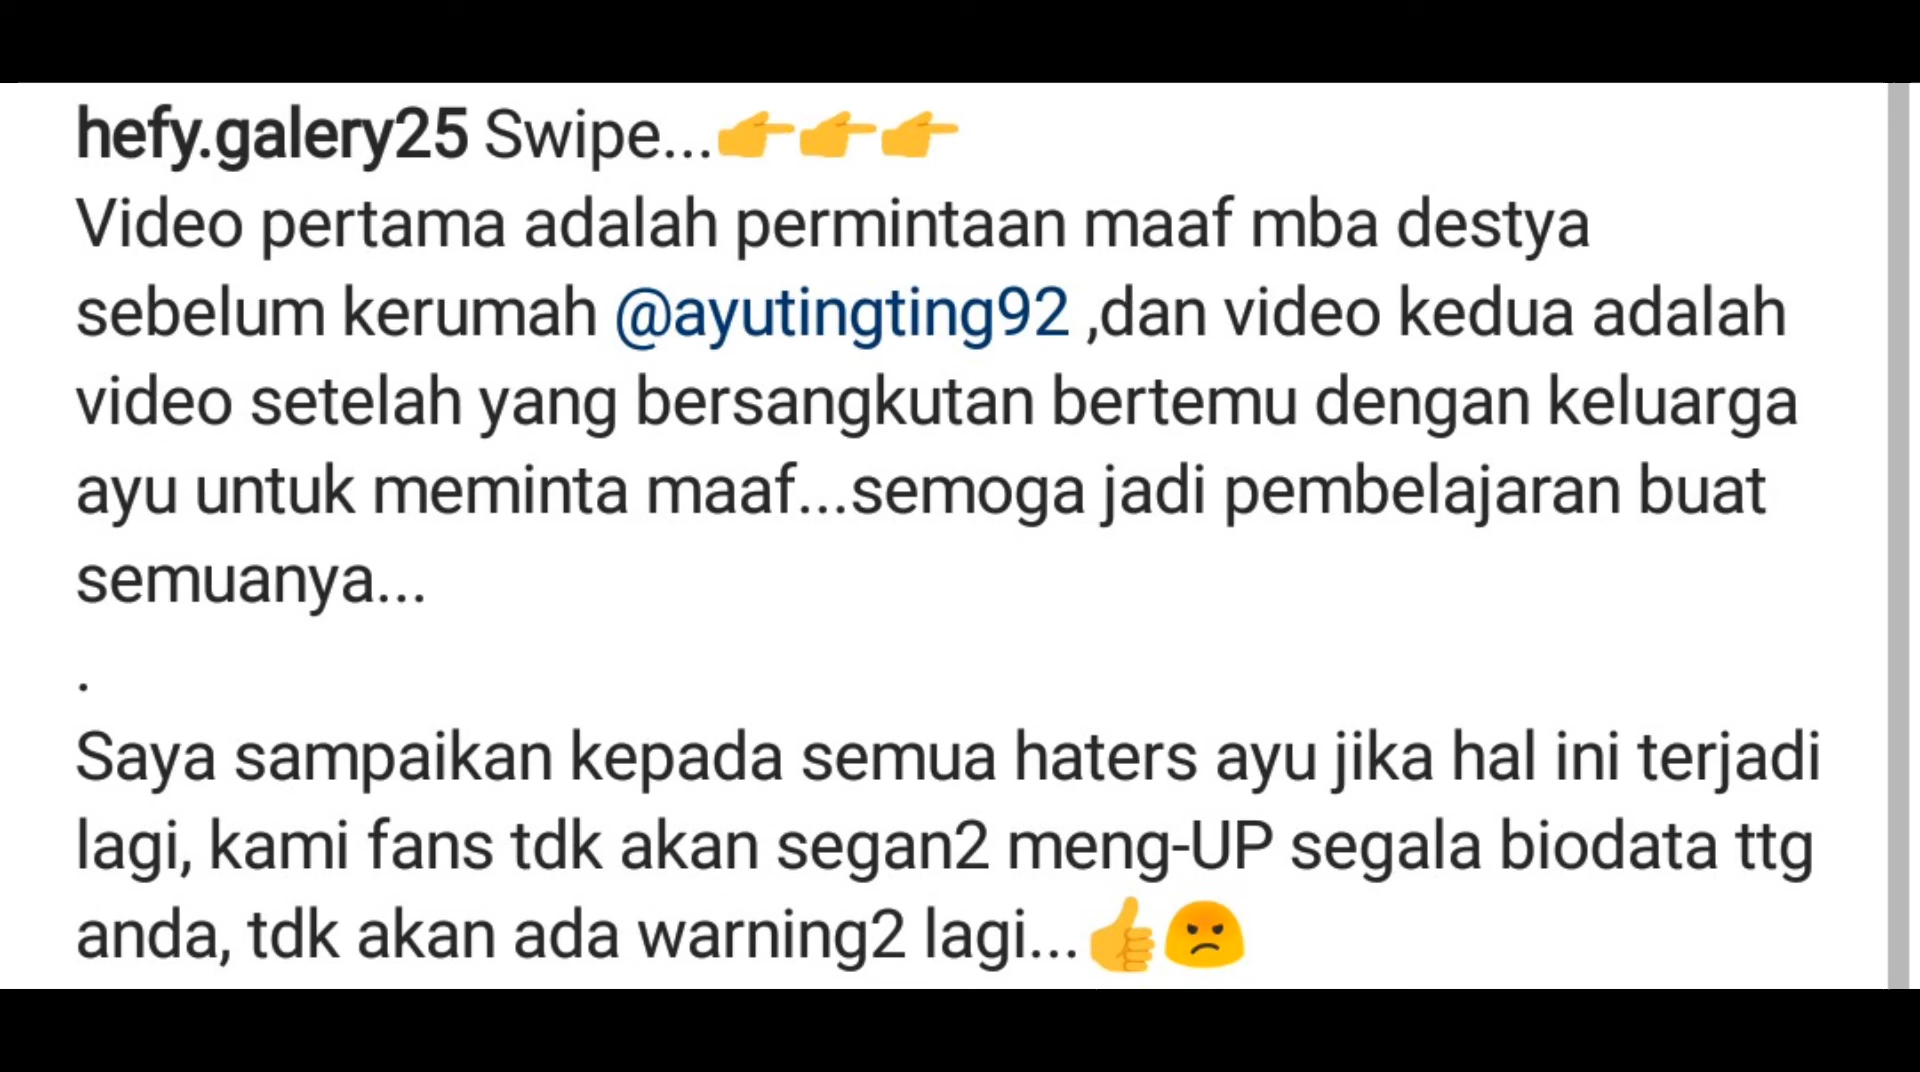 hefy.galery25 Swipe...👉👉👉
Video pertama adalah permintaan maaf mba destya
sebelum kerumah @ayutingting92 ,dan video kedua adalah
video setelah yang bersangkutan bertemu dengan keluarga
ayu untuk meminta maaf...semoga jadi pembelajaran buat
semuanya...
.
Saya sampaikan kepada semua haters ayu jika hal ini terjadi
lagi, kami fans tdk akan segan2 meng-UP segala biodata ttg
anda, tdk akan ada warning2 lagi...👍😠